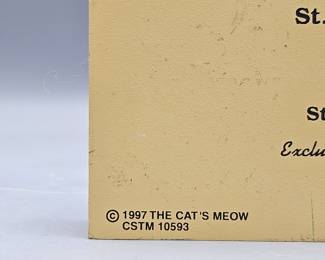 St.
St
Exclu
© 1997 THE CAT'S MEOW
CSTM 10593